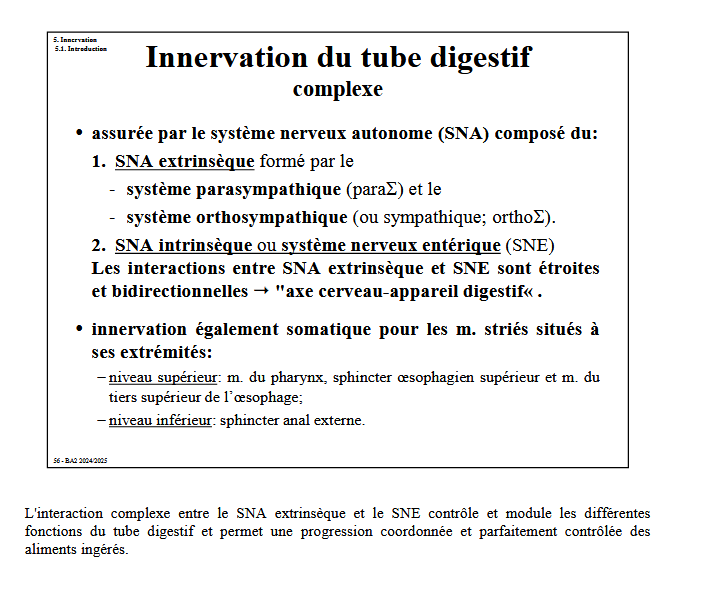 5. Innervation
5.1. Introduction
Innervation du tube digestif
complexe
• assurée par le système nerveux autonome (SNA) composé du:
1. SNA extrinsèque formé par le
- système parasympathique (paraΣ) et le
- système orthosympathique (ou sympathique; orthoΣ).
2. SNA intrinsèque ou système nerveux entérique (SNE)
Les interactions entre SNA extrinsèque et SNE sont étroites
et bidirectionnelles → "axe cerveau-appareil digestif« .
• innervation également somatique pour les m. striés situés à
ses extrémités:
– niveau supérieur: m. du pharynx, sphincter œsophagien supérieur et m. du
tiers supérieur de l’œsophage;
– niveau inférieur: sphincter anal externe.
56 - BA2 2024/2025
L'interaction complexe entre le SNA extrinsèque et le SNE contrôle et module les différentes
fonctions du tube digestif et permet une progression coordonnée et parfaitement contrôlée des
aliments ingérés.